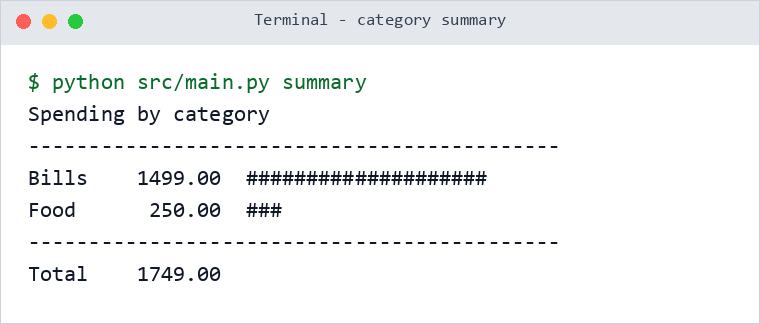 Terminal - category summary
$ python src/main.py summary
Spending by category
--------------------------------------------
Bills    1499.00  ####################
Food      250.00  ###
--------------------------------------------
Total    1749.00